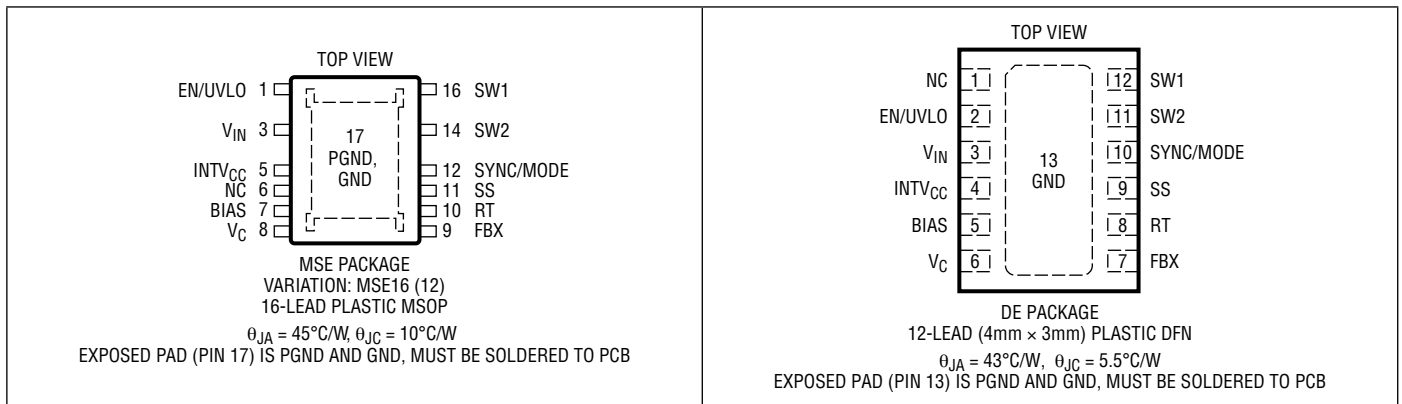 TOP VIEW
EN/UVLO 1
V_IN 3
INTV_CC 5
NC 6
BIAS 7
V_C 8
17
PGND,
GND
16 SW1
14 SW2
12 SYNC/MODE
11 SS
10 RT
9 FBX
MSE PACKAGE
VARIATION: MSE16 (12)
16-LEAD PLASTIC MSOP
θ_JA = 45°C/W, θ_JC = 10°C/W
EXPOSED PAD (PIN 17) IS PGND AND GND, MUST BE SOLDERED TO PCB
TOP VIEW
NC 1
EN/UVLO 2
V_IN 3
INTV_CC 4
BIAS 5
V_C 6
13
GND
12 SW1
11 SW2
10 SYNC/MODE
9 SS
8 RT
7 FBX
DE PACKAGE
12-LEAD (4mm × 3mm) PLASTIC DFN
θ_JA = 43°C/W, θ_JC = 5.5°C/W
EXPOSED PAD (PIN 13) IS PGND AND GND, MUST BE SOLDERED TO PCB